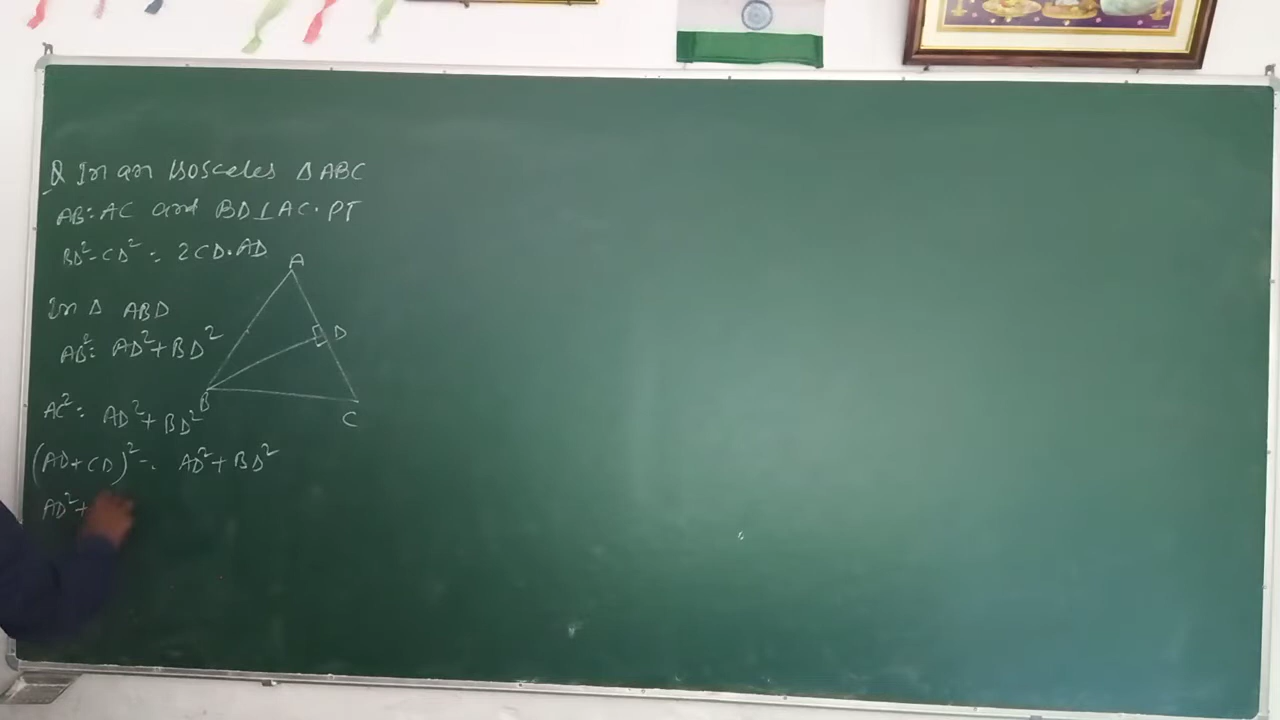 Q In an isosceles Δ ABC
AB = AC and BD ⊥ AC. PT
BD² - CD² = 2CD.AD
A
In Δ ABD
D
AB² = AD² + BD²
B
AC² = AD² + BD²
C
(AD + CD)² = AD² + BD²
AD² +